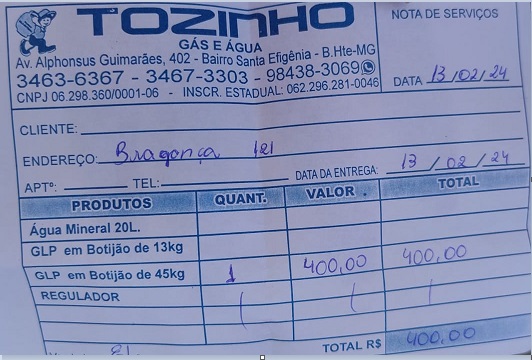 TOZINHO
GÁS E ÁGUA
Av. Alphonsus Guimarães, 402 - Bairro Santa Efigênia - B.Hte-MG
3463-6367 - 3467-3303 - 98438-3069
CNPJ 06.298.360/0001-06 - INSCR. ESTADUAL: 062.296.281-0046
NOTA DE SERVIÇOS
DATA 13/02/24
CLIENTE:
ENDEREÇO: Bragança 121
APTº: TEL: DATA DA ENTREGA: 13/02/24
PRODUTOS QUANT. VALOR. TOTAL
Água Mineral 20L.
GLP em Botijão de 13kg
GLP em Botijão de 45kg 1 400,00 400,00
REGULADOR
TOTAL R$ 400,00